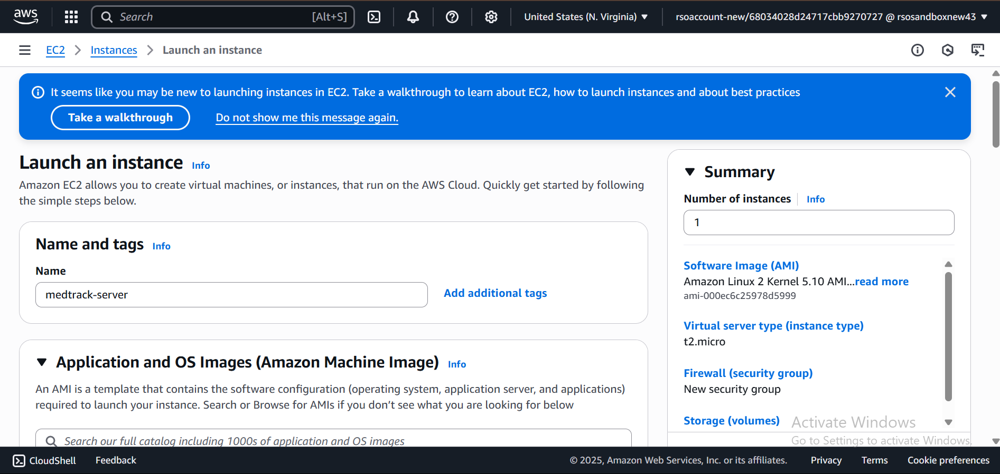 aws
Search [Alt+S]
United States (N. Virginia)
rsoaccount-new/68034028d24717cbb9270727 @ rsosandboxnew43
EC2 > Instances > Launch an instance
It seems like you may be new to launching instances in EC2. Take a walkthrough to learn about EC2, how to launch instances and about best practices
Take a walkthrough
Do not show me this message again.
Launch an instance Info
Amazon EC2 allows you to create virtual machines, or instances, that run on the AWS Cloud. Quickly get started by following
the simple steps below.
Name and tags Info
Name
medtrack-server
Add additional tags
Application and OS Images (Amazon Machine Image) Info
An AMI is a template that contains the software configuration (operating system, application server, and applications)
required to launch your instance. Search or Browse for AMIs if you don’t see what you are looking for below
Search our full catalog including 1000s of application and OS images
Summary
Number of instances Info
1
Software Image (AMI)
Amazon Linux 2 Kernel 5.10 AMI...read more
ami-000ec6c25978d5999
Virtual server type (instance type)
t2.micro
Firewall (security group)
New security group
Storage (volumes)
Activate Windows
Go to Settings to activate Windows.
CloudShell
Feedback
© 2025, Amazon Web Services, Inc. or its affiliates.
Privacy
Terms
Cookie preferences